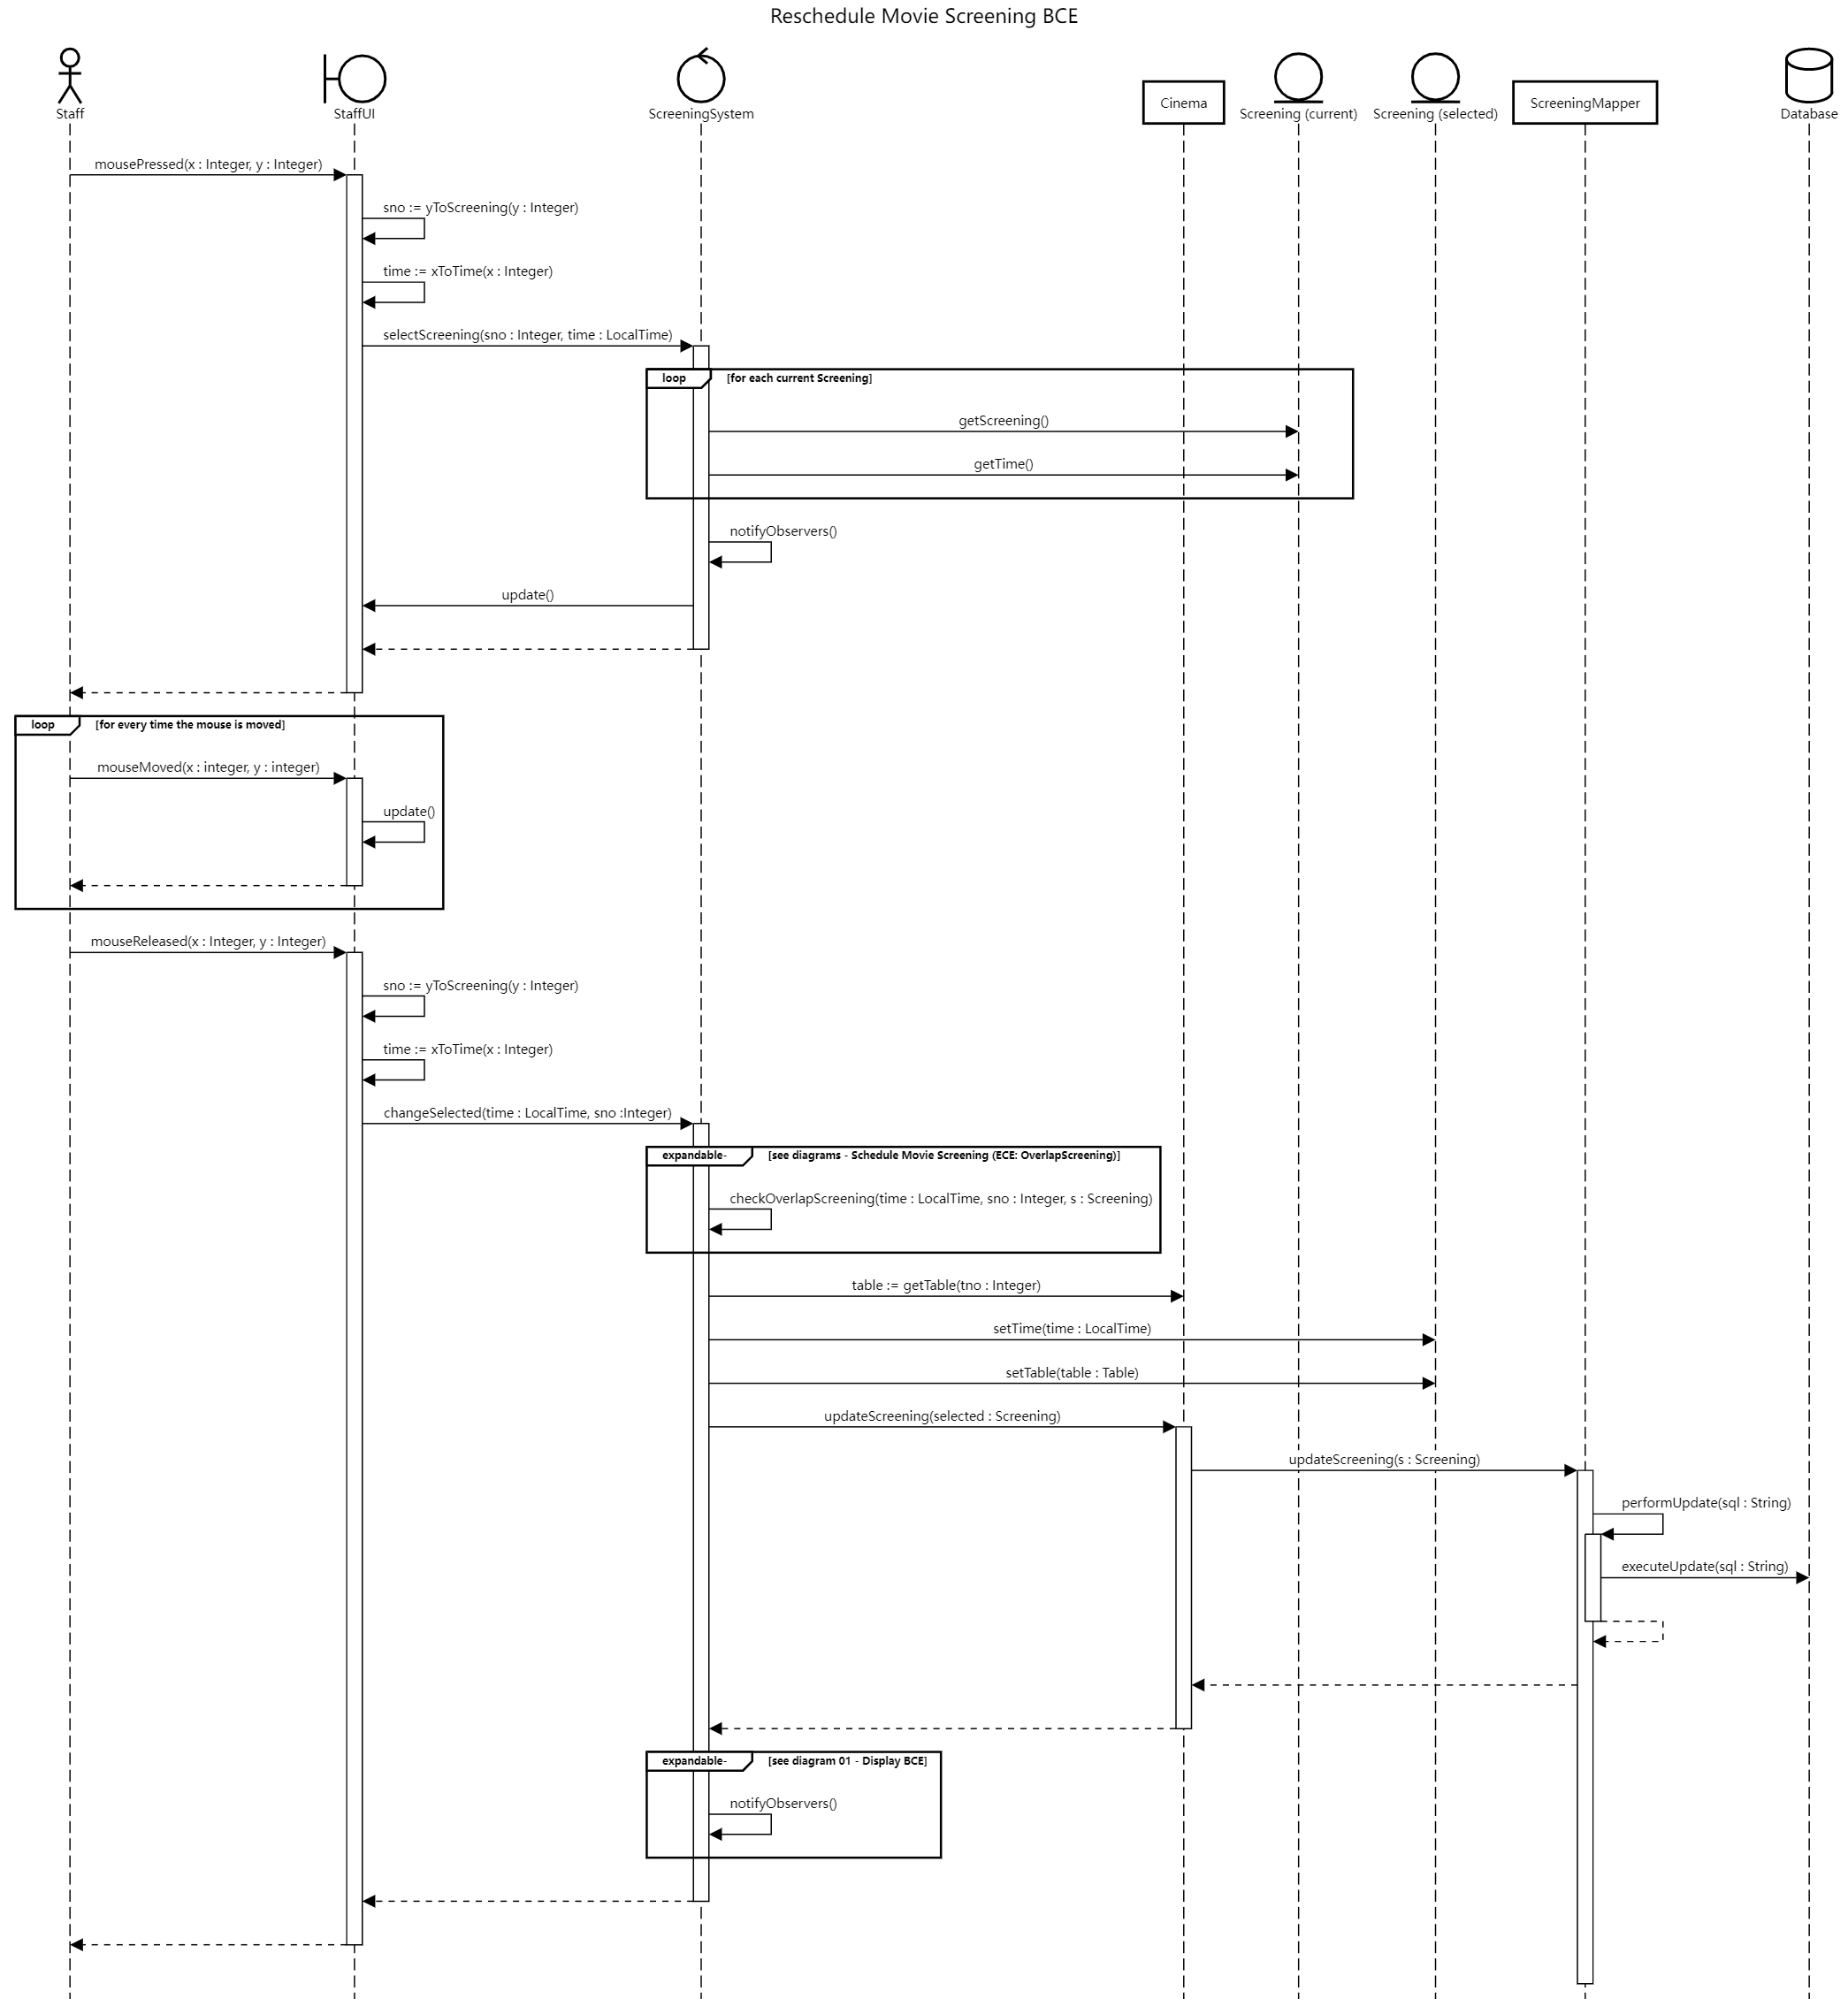 Reschedule Movie Screening BCE
Staff
StaffUI
ScreeningSystem
Cinema
Screening (current)
Screening (selected)
ScreeningMapper
Database
mousePressed(x : Integer, y : Integer)
sno := yToScreening(y : Integer)
time := xToTime(x : Integer)
selectScreening(sno : Integer, time : LocalTime)
loop [for each current Screening]
getScreening()
getTime()
notifyObservers()
update()
loop [for every time the mouse is moved]
mouseMoved(x : integer, y : integer)
update()
mouseReleased(x : Integer, y : Integer)
sno := yToScreening(y : Integer)
time := xToTime(x : Integer)
changeSelected(time : LocalTime, sno :Integer)
expandable- [see diagrams - Schedule Movie Screening (ECE: OverlapScreening)]
checkOverlapScreening(time : LocalTime, sno : Integer, s : Screening)
table := getTable(tno : Integer)
setTime(time : LocalTime)
setTable(table : Table)
updateScreening(selected : Screening)
updateScreening(s : Screening)
performUpdate(sql : String)
executeUpdate(sql : String)
expandable- [see diagram 01 - Display BCE]
notifyObservers()